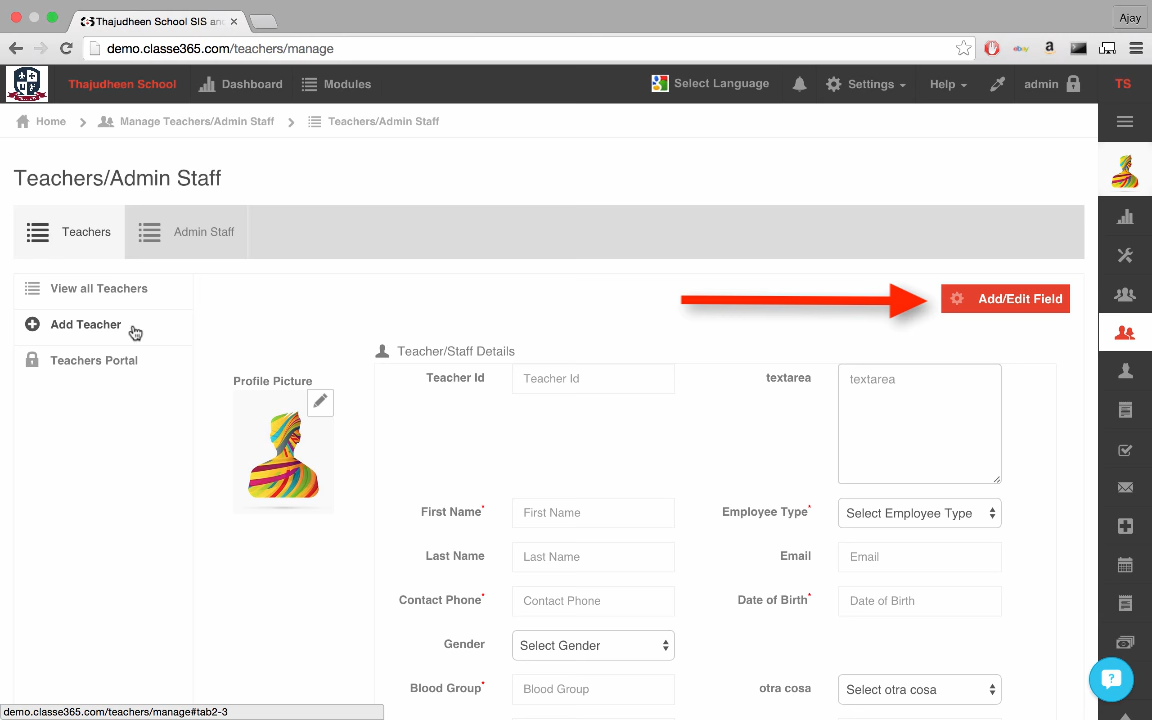 Thajudheen School SIS an
Ajay
demo.classe365.com/teachers/manage
ebay
a
Thajudheen School
Dashboard
Modules
Select Language
Settings
Help
admin
TS
Home
Manage Teachers/Admin Staff
Teachers/Admin Staff
Teachers/Admin Staff
Teachers
Admin Staff
View all Teachers
Add Teacher
Teachers Portal
Add/Edit Field
Teacher/Staff Details
Profile Picture
Teacher Id
Teacher Id
textarea
textarea
First Name*
First Name
Employee Type*
Select Employee Type
Last Name
Last Name
Email
Email
Contact Phone*
Contact Phone
Date of Birth*
Date of Birth
Gender
Select Gender
Blood Group*
Blood Group
otra cosa
Select otra cosa
demo.classe365.com/teachers/manage#tab2-3